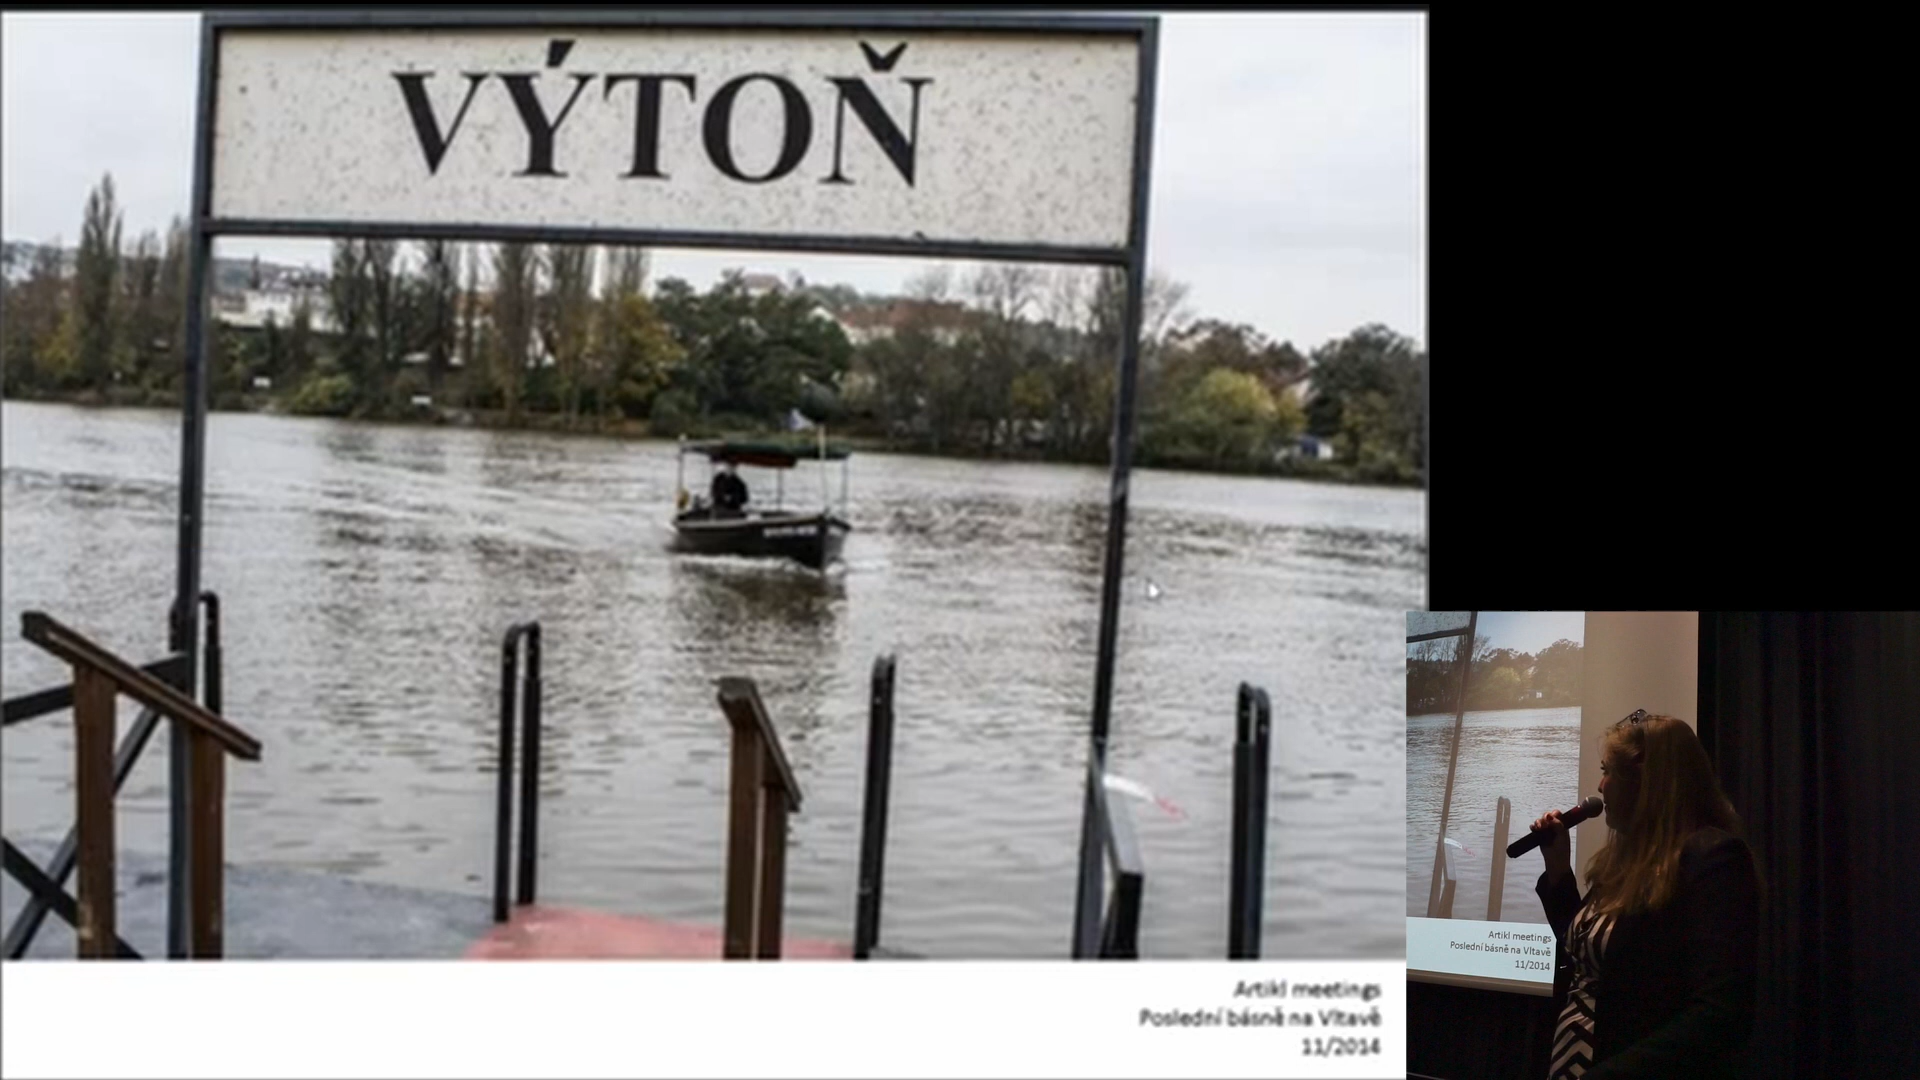 VÝTOŇ
Artikl meetings
Poslední básně na Vltavě
11/2014
Artikl meetings
Poslední básně na Vltavě
11/2014